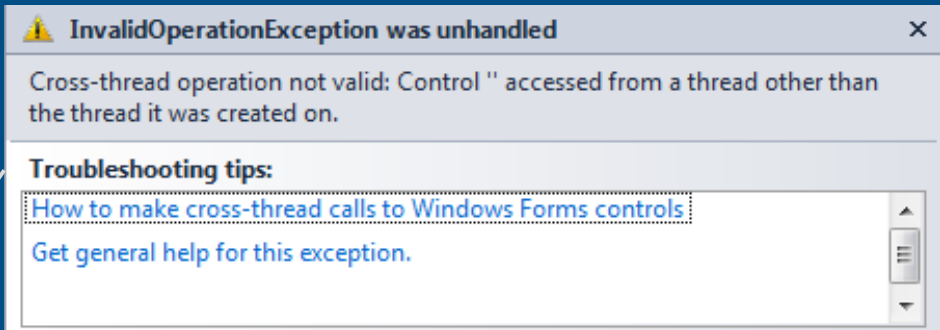 InvalidOperationException was unhandled
Cross-thread operation not valid: Control '' accessed from a thread other than
the thread it was created on.
Troubleshooting tips:
How to make cross-thread calls to Windows Forms controls
Get general help for this exception.